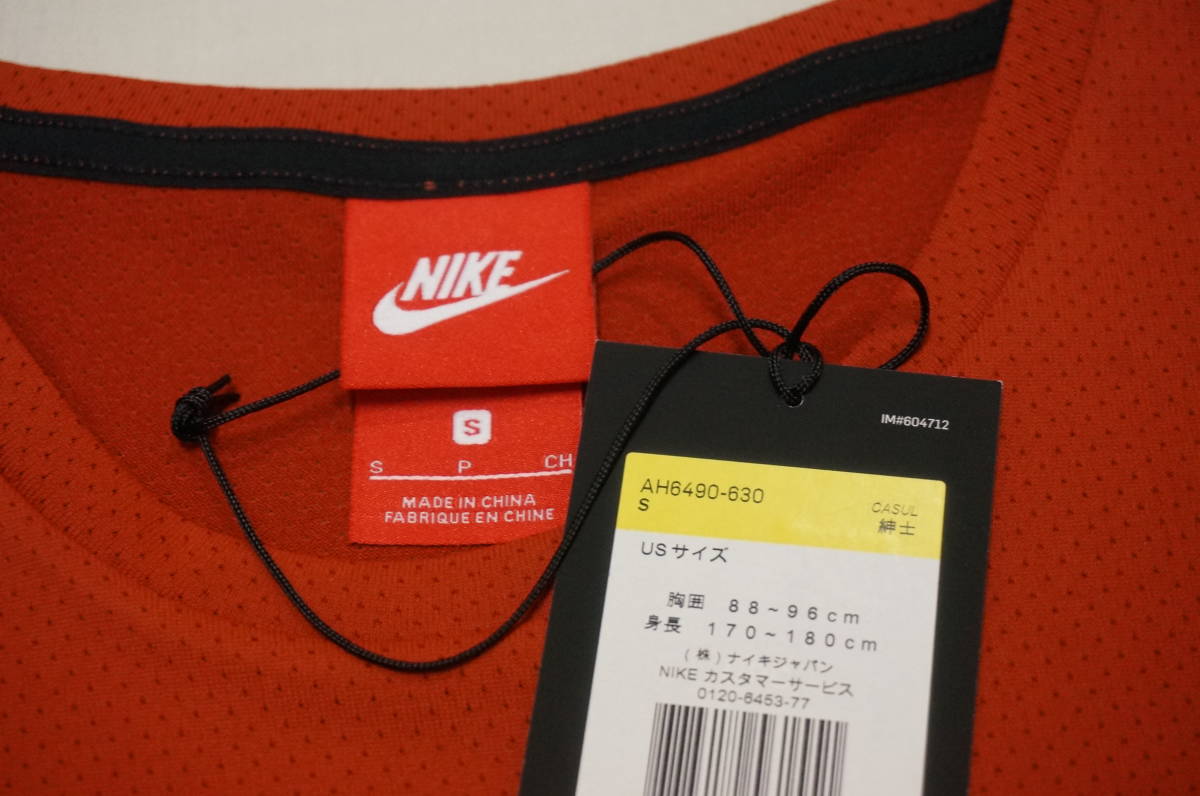 NIKE
S
S P CH
MADE IN CHINA
FABRIQUE EN CHINE
IM#604712
AH6490-630
S
CASUL
紳士
USサイズ
胸囲 88~96cm
身長 170~180cm
(株)ナイキジャパン
NIKE カスタマーサービス
0120-6453-77